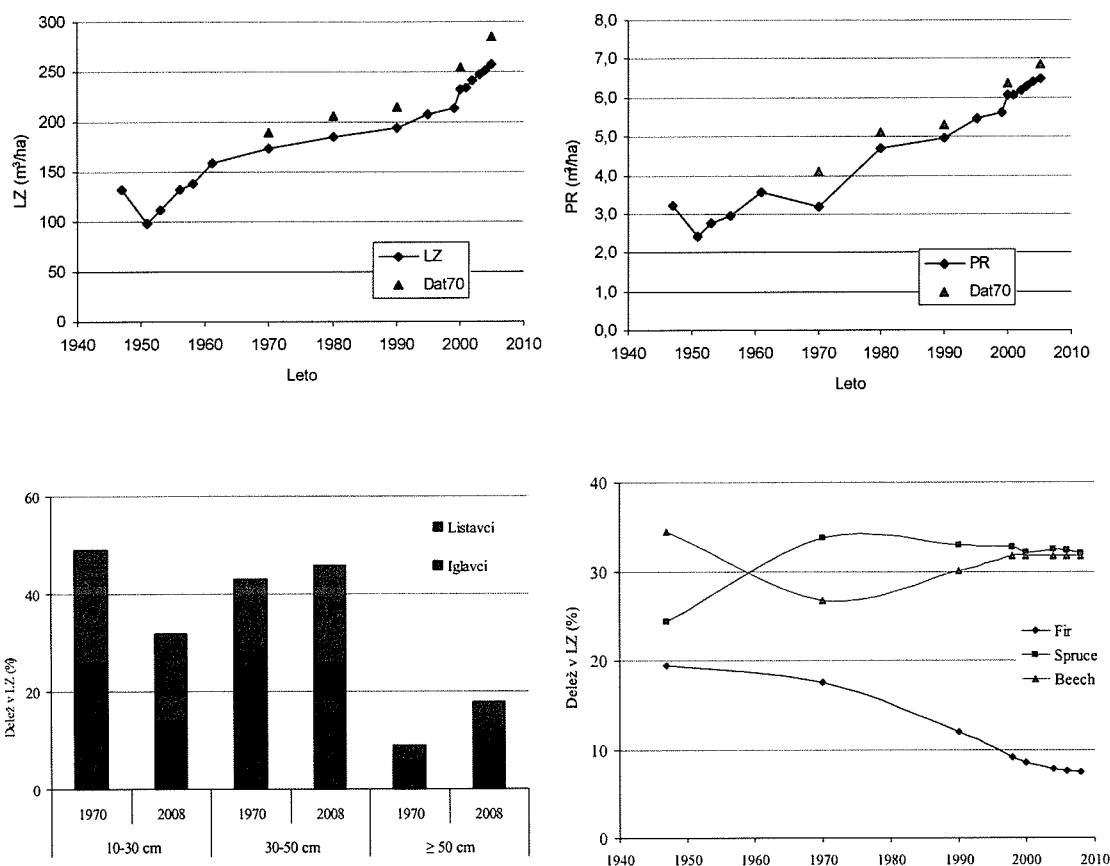 300
250
200
150
100
50
0
LZ (m³/ha)
1940 1950 1960 1970 1980 1990 2000 2010
Leto
LZ
Dat70
8,0
7,0
6,0
5,0
4,0
3,0
2,0
1,0
0,0
PR (m³/ha)
1940 1950 1960 1970 1980 1990 2000 2010
Leto
PR
Dat70
60
40
20
0
Delež v LZ (%)
Listavci
Iglavci
1970 2008 1970 2008 1970 2008
10-30 cm 30-50 cm ≥ 50 cm
40
30
20
10
0
Delež v LZ (%)
Fir
Spruce
Beech
1940 1950 1960 1970 1980 1990 2000 2010